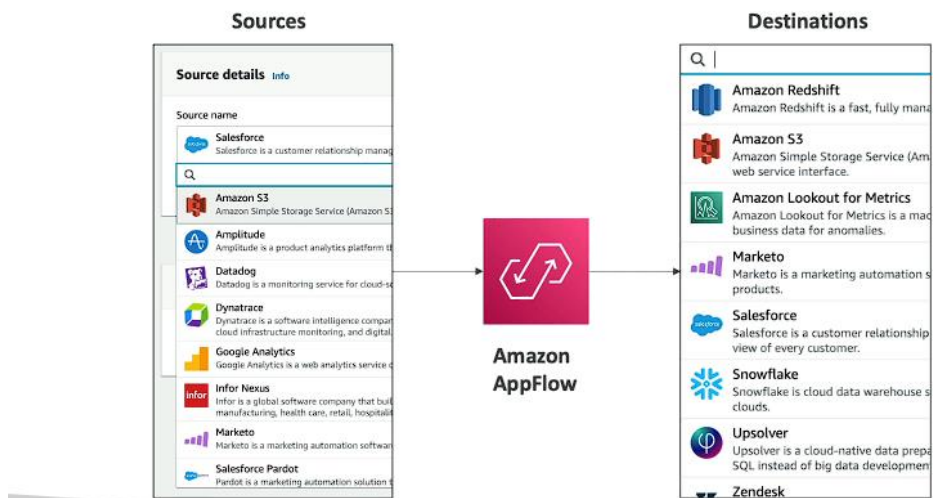 Sources
Source details Info
Source name
Salesforce
Salesforce is a customer relationship manag
Amazon S3
Amazon Simple Storage Service (Amazon S3
Amplitude
Amplitude is a product analytics platform th
Datadog
Datadog is a monitoring service for cloud-sc
Dynatrace
Dynatrace is a software intelligence compan
cloud infrastructure monitoring, and digital
Google Analytics
Google Analytics is a web analytics service o
Infor
Infor Nexus
Infor is a global software company that buil
manufacturing, health care, retail, hospitalit
Marketo
Marketo is a marketing automation softwar
Salesforce Pardot
Pardot is a marketing automation solution t
Amazon
AppFlow
Destinations
Amazon Redshift
Amazon Redshift is a fast, fully mana
Amazon S3
Amazon Simple Storage Service (Am
web service interface.
Amazon Lookout for Metrics
Amazon Lookout for Metrics is a mac
business data for anomalies.
Marketo
Marketo is a marketing automation s
products.
salesforce
Salesforce
Salesforce is a customer relationship
view of every customer.
Snowflake
Snowflake is cloud data warehouse s
clouds.
Upsolver
Upsolver is a cloud-native data prepa
SQL instead of big data developmen
Zendesk